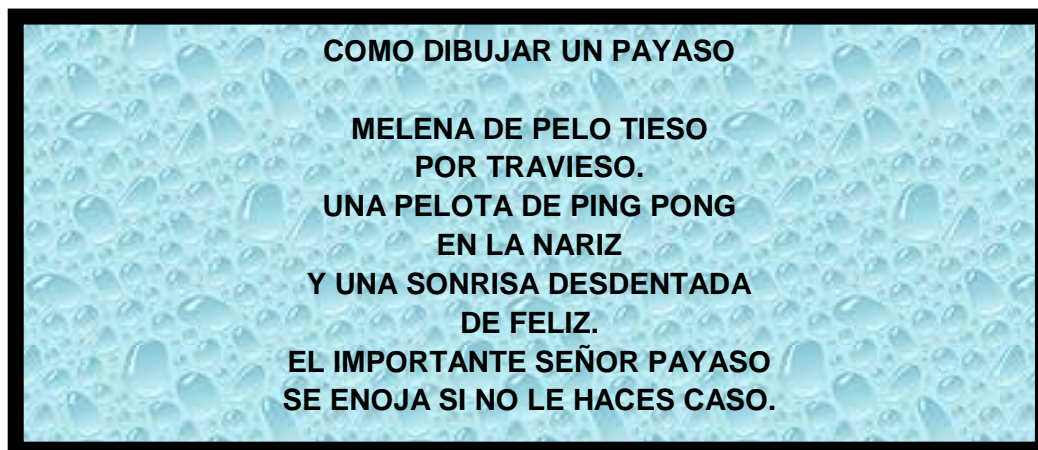 COMO DIBUJAR UN PAYASO
MELENA DE PELO TIESO
POR TRAVIESO.
UNA PELOTA DE PING PONG
EN LA NARIZ
Y UNA SONRISA DESDENTADA
DE FELIZ.
EL IMPORTANTE SEÑOR PAYASO
SE ENOJA SI NO LE HACES CASO.